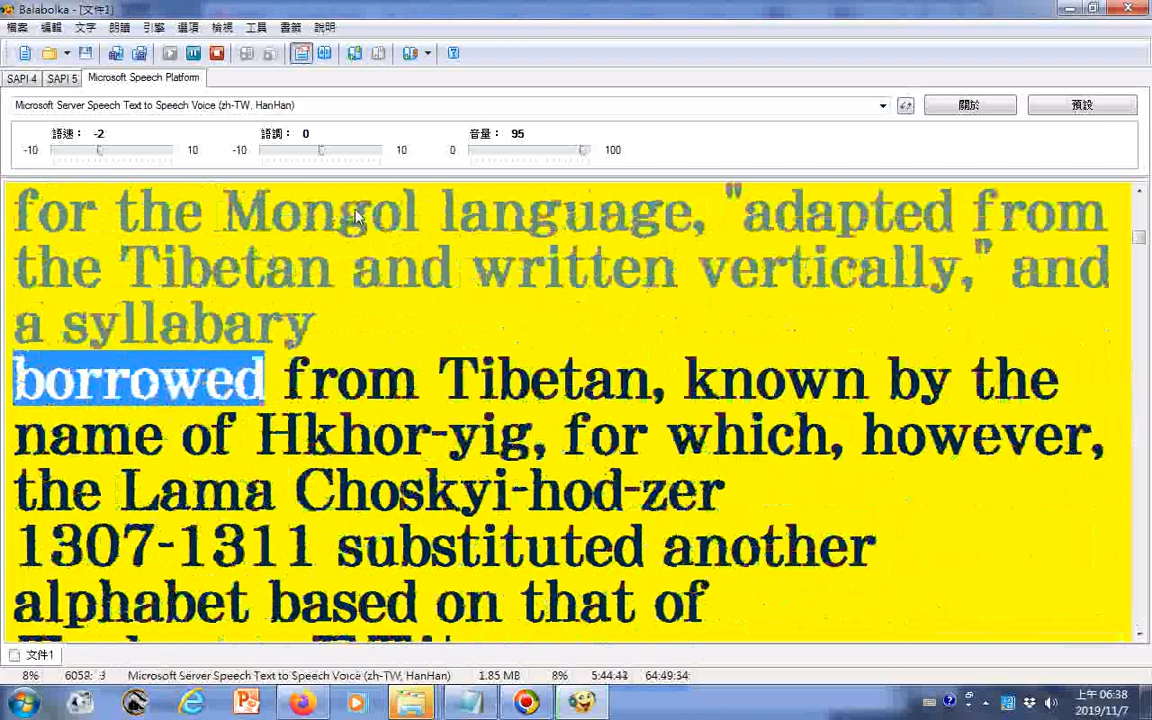 Balabolka - [文件1]
檔案 編輯 文字 朗讀 引擎 選項 檢視 工具 書籤 說明
SAPI 4 SAPI 5 Microsoft Speech Platform
Microsoft Server Speech Text to Speech Voice (zh-TW, HanHan) 關於 預設
語速： -2 語調： 0 音量： 95
-10 10 -10 10 0 100
for the Mongol language, "adapted from
the Tibetan and written vertically," and
a syllabary
borrowed from Tibetan, known by the
name of Hkhor-yig, for which, however,
the Lama Choskyi-hod-zer
1307-1311 substituted another
alphabet based on that of
文件1
8% Microsoft Server Speech Text to Speech Voice (zh-TW, HanHan) 1.85 MB 8% 5:44:43 64:49:34
上午 06:38
2019/11/7